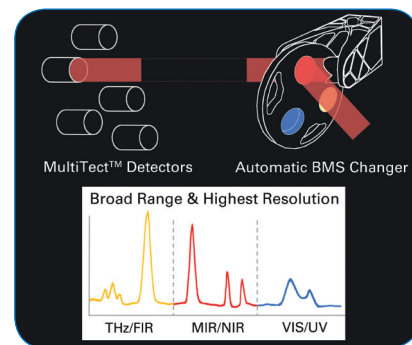 MultiTect™ Detectors
Automatic BMS Changer
Broad Range & Highest Resolution
THz/FIR
MIR/NIR
VIS/UV